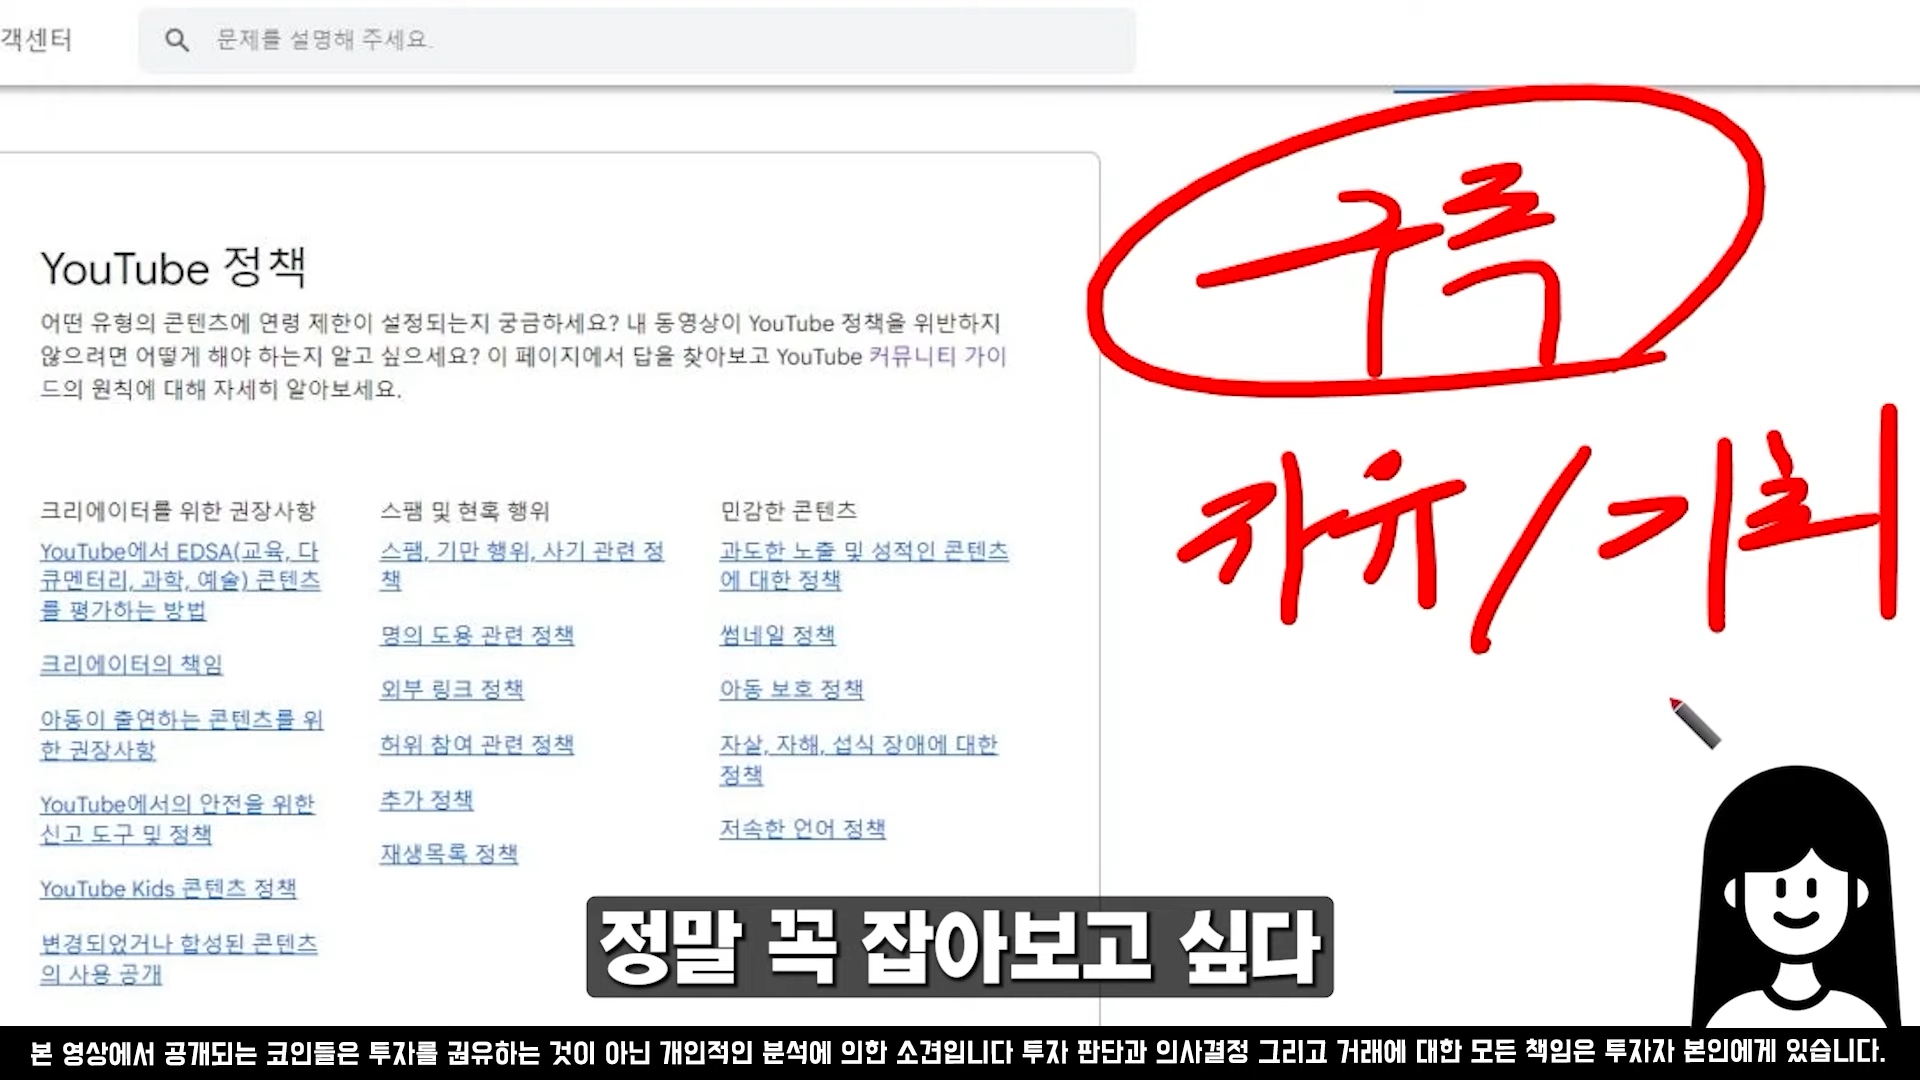 객센터
문제를 설명해 주세요.
구독
자유/기회
YouTube 정책
어떤 유형의 콘텐츠에 연령 제한이 설정되는지 궁금하세요? 내 동영상이 YouTube 정책을 위반하지
않으려면 어떻게 해야 하는지 알고 싶으세요? 이 페이지에서 답을 찾아보고 YouTube 커뮤니티 가이
드의 원칙에 대해 자세히 알아보세요.
크리에이터를 위한 권장사항
YouTube에서 EDSA(교육, 다
큐멘터리, 과학, 예술) 콘텐츠
를 평가하는 방법
크리에이터의 책임
아동이 출연하는 콘텐츠를 위
한 권장사항
YouTube에서의 안전을 위한
신고 도구 및 정책
YouTube Kids 콘텐츠 정책
변경되었거나 합성된 콘텐츠
의 사용 공개
스팸 및 현혹 행위
스팸, 기만 행위, 사기 관련 정
책
명의 도용 관련 정책
외부 링크 정책
허위 참여 관련 정책
추가 정책
재생목록 정책
민감한 콘텐츠
과도한 노출 및 성적인 콘텐츠
에 대한 정책
썸네일 정책
아동 보호 정책
자살, 자해, 섭식 장애에 대한
정책
저속한 언어 정책
정말 꼭 잡아보고 싶다
본 영상에서 공개되는 코인들은 투자를 권유하는 것이 아닌 개인적인 분석에 의한 소견입니다 투자 판단과 의사결정 그리고 거래에 대한 모든 책임은 투자자 본인에게 있습니다.